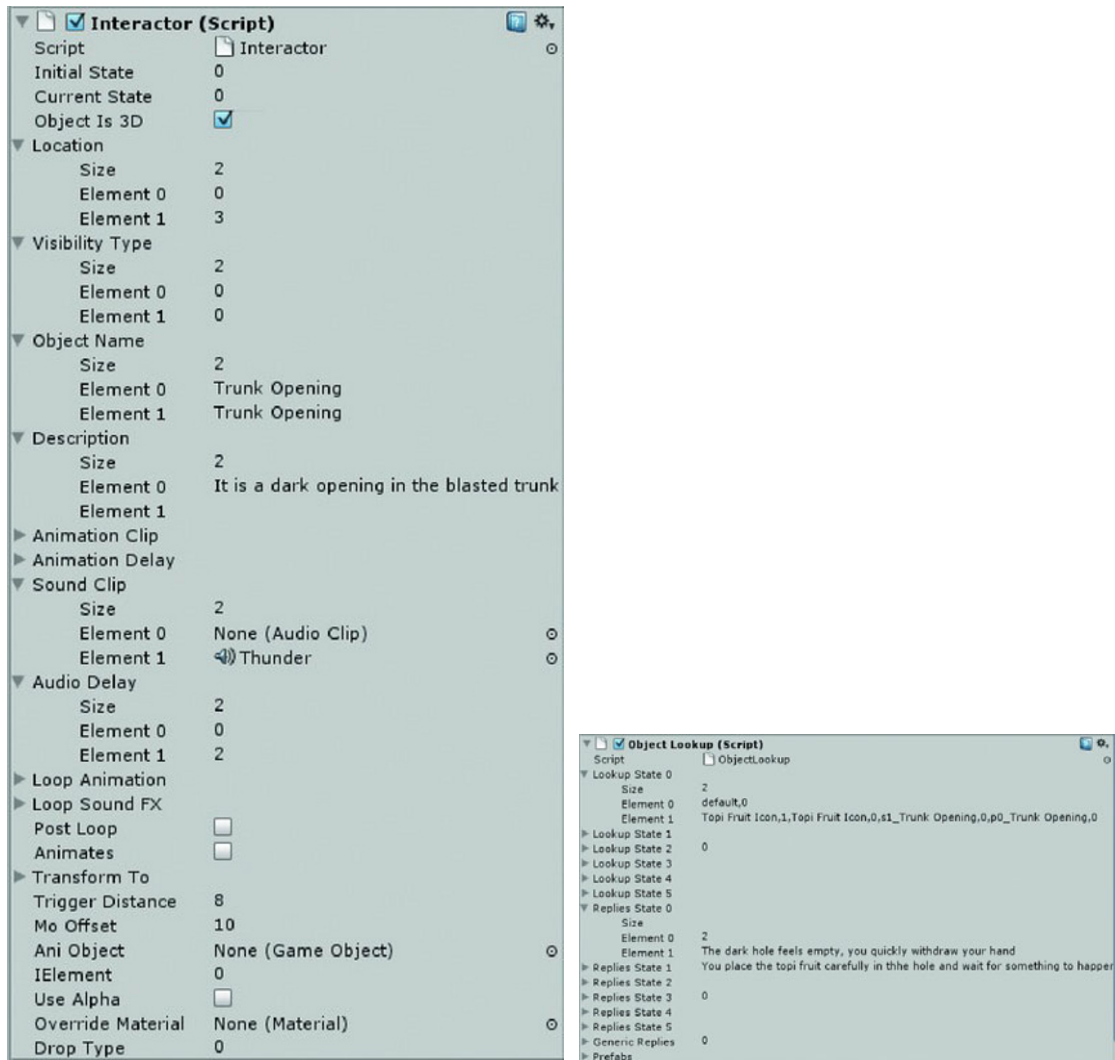 Interactor (Script)
Script Interactor
Initial State 0
Current State 0
Object Is 3D
Location
Size 2
Element 0 0
Element 1 3
Visibility Type
Size 2
Element 0 0
Element 1 0
Object Name
Size 2
Element 0 Trunk Opening
Element 1 Trunk Opening
Description
Size 2
Element 0 It is a dark opening in the blasted trunk
Element 1
Animation Clip
Animation Delay
Sound Clip
Size 2
Element 0 None (Audio Clip)
Element 1 Thunder
Audio Delay
Size 2
Element 0 0
Element 1 2
Loop Animation
Loop Sound FX
Post Loop
Animates
Transform To
Trigger Distance 8
Mo Offset 10
Ani Object None (Game Object)
IElement 0
Use Alpha
Override Material None (Material)
Drop Type 0
Object Lookup (Script)
Script ObjectLookup
Lookup State 0
Size 2
Element 0 default,0
Element 1 Topi Fruit Icon,1,Topi Fruit Icon,0,s1_Trunk Opening,0,p0_Trunk Opening,0
Lookup State 1
Lookup State 2 0
Lookup State 3
Lookup State 4
Lookup State 5
Replies State 0
Size
Element 0 2
Element 1 The dark hole feels empty, you quickly withdraw your hand
Replies State 1 You place the topi fruit carefully in thhe hole and wait for something to happer
Replies State 2
Replies State 3 0
Replies State 4
Replies State 5
Generic Replies 0
Prefabs